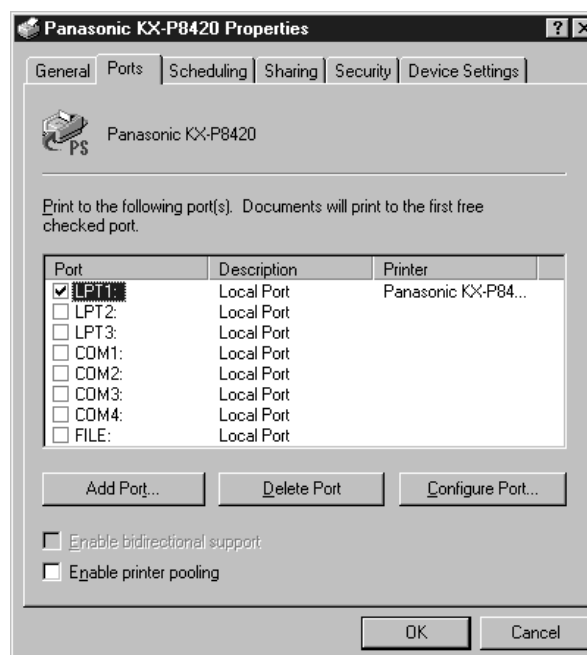 Panasonic KX-P8420 Properties
General Ports Scheduling Sharing Security Device Settings
PS
Panasonic KX-P8420
Print to the following port(s). Documents will print to the first free
checked port.
Port Description Printer
LPT1: Local Port Panasonic KX-P84...
LPT2: Local Port
LPT3: Local Port
COM1: Local Port
COM2: Local Port
COM3: Local Port
COM4: Local Port
FILE: Local Port
Add Port... Delete Port Configure Port...
Enable bidirectional support
Enable printer pooling
OK Cancel